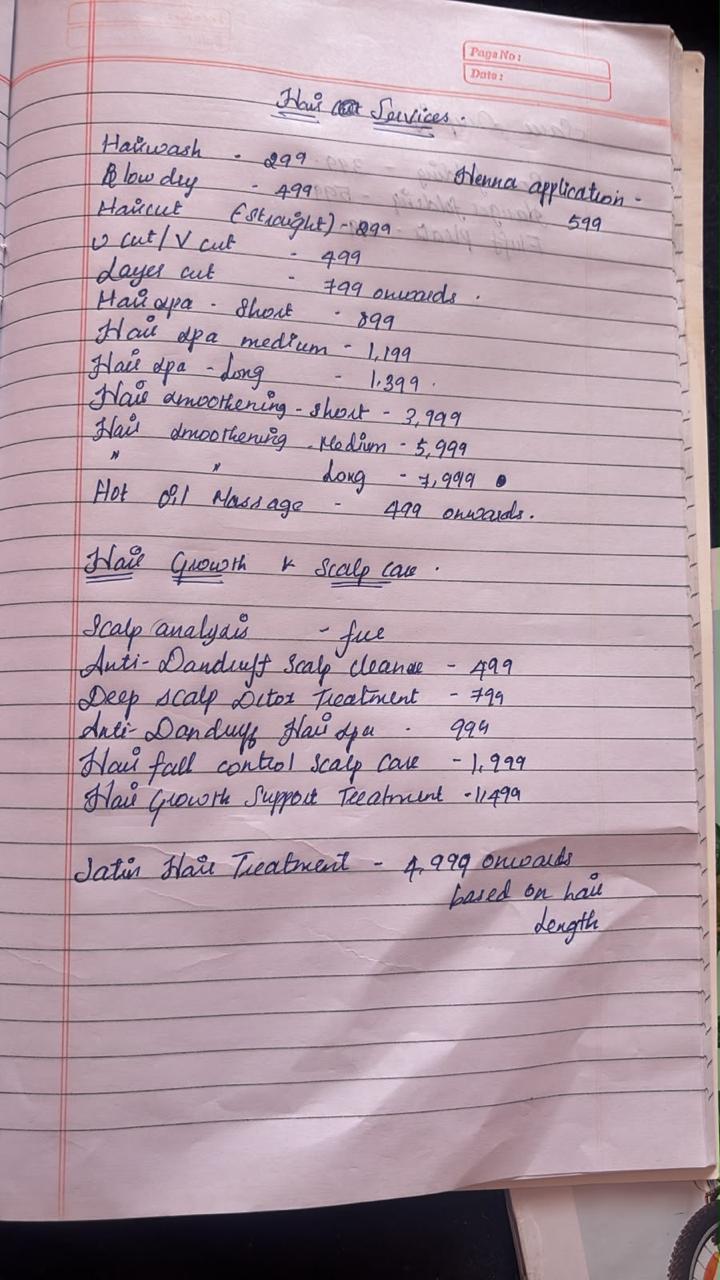 Page No:
Date:
Hair Services.
Hairwash - 299
Blow dry - 499
Henna application -
599
Haircut (straight) - 299
U cut/V cut - 499
Layer cut - 799 onwards.
Hair spa - Short - 899
Hair spa medium - 1,199
Hair spa - Long - 1,399.
Hair smoothening - short - 3,999
Hair smoothening - Medium - 5,999
" " Long - 7,999
Hot Oil Massage - 499 onwards.
Hair Growth & Scalp care.
Scalp analysis - free
Anti-Dandruff Scalp cleanse - 499
Deep scalp Detox Treatment - 799
Anti-Dandruff Hair spa - 999
Hair fall control Scalp Care - 1,999
Hair Growth Support Treatment - 1,499
Satin Hair Treatment - 4,999 onwards
based on hair
Length